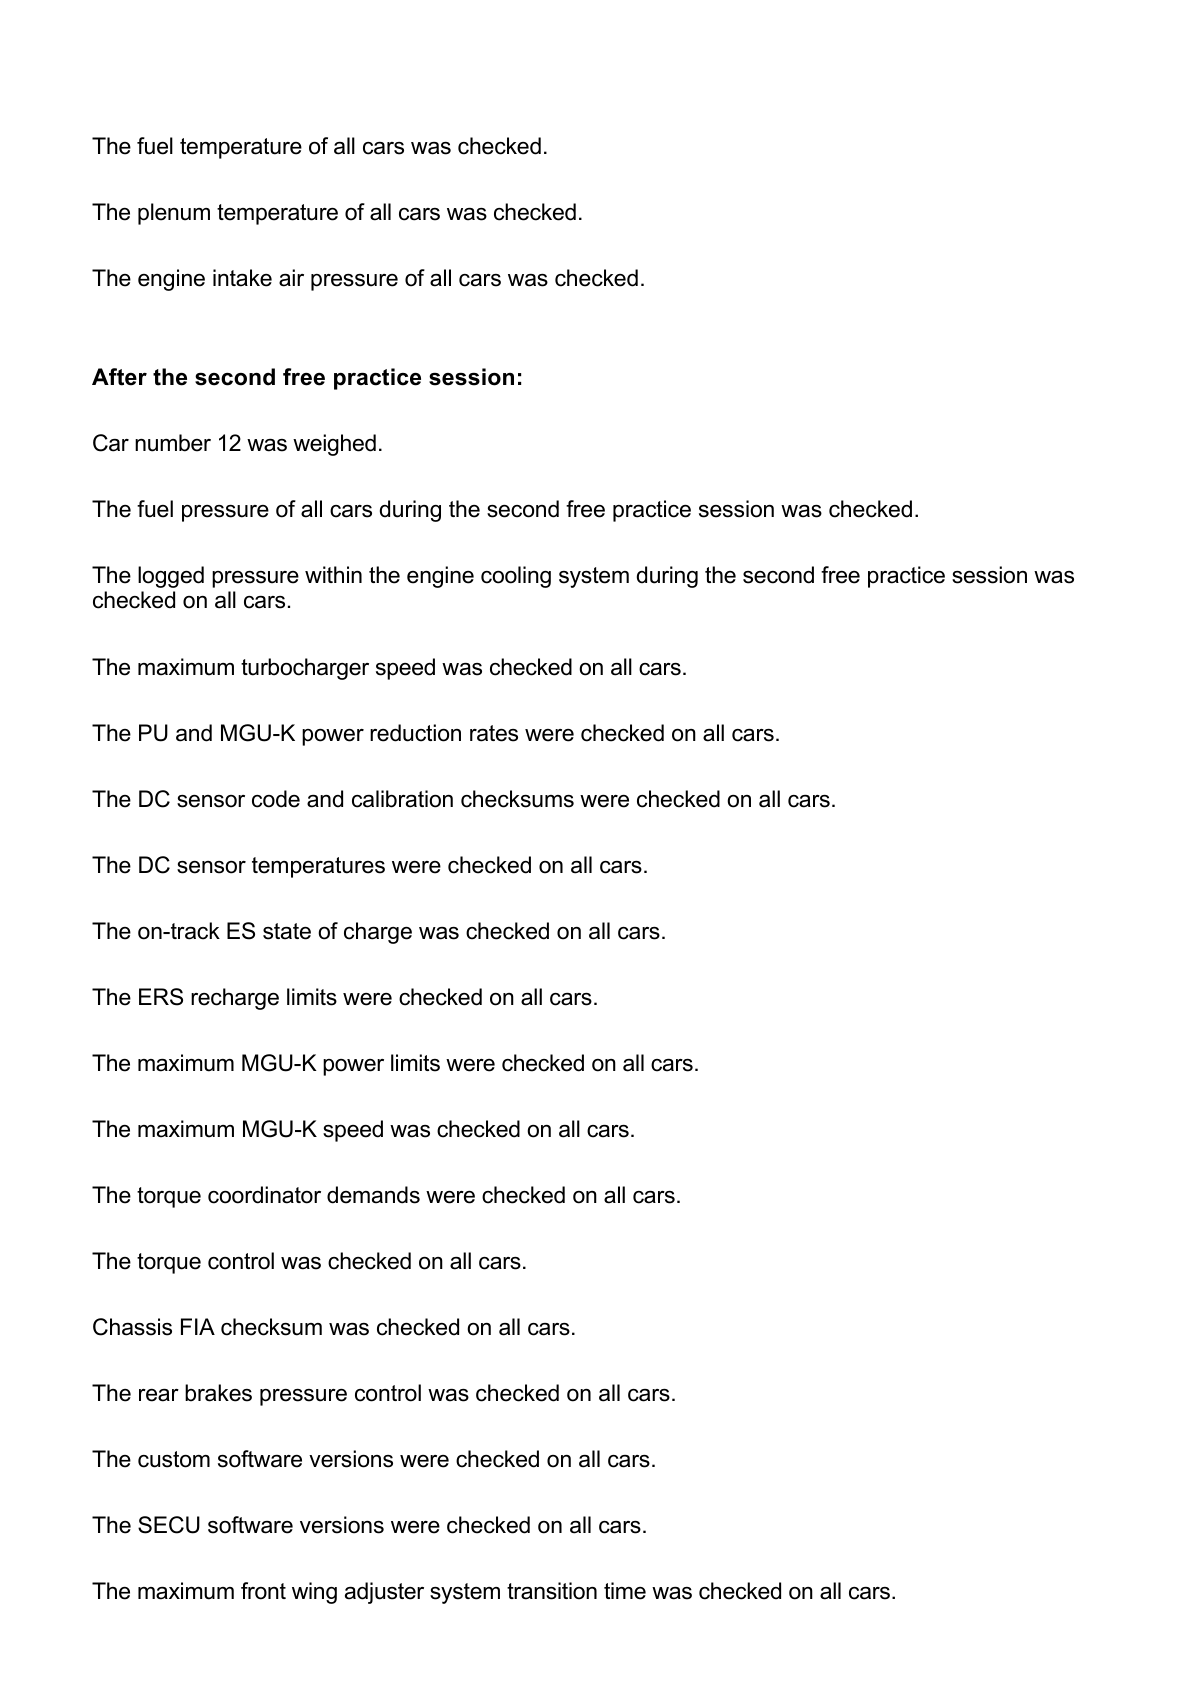 The fuel temperature of all cars was checked.
The plenum temperature of all cars was checked.
The engine intake air pressure of all cars was checked.
After the second free practice session:
Car number 12 was weighed.
The fuel pressure of all cars during the second free practice session was checked.
The logged pressure within the engine cooling system during the second free practice session was
checked on all cars.
The maximum turbocharger speed was checked on all cars.
The PU and MGU-K power reduction rates were checked on all cars.
The DC sensor code and calibration checksums were checked on all cars.
The DC sensor temperatures were checked on all cars.
The on-track ES state of charge was checked on all cars.
The ERS recharge limits were checked on all cars.
The maximum MGU-K power limits were checked on all cars.
The maximum MGU-K speed was checked on all cars.
The torque coordinator demands were checked on all cars.
The torque control was checked on all cars.
Chassis FIA checksum was checked on all cars.
The rear brakes pressure control was checked on all cars.
The custom software versions were checked on all cars.
The SECU software versions were checked on all cars.
The maximum front wing adjuster system transition time was checked on all cars.